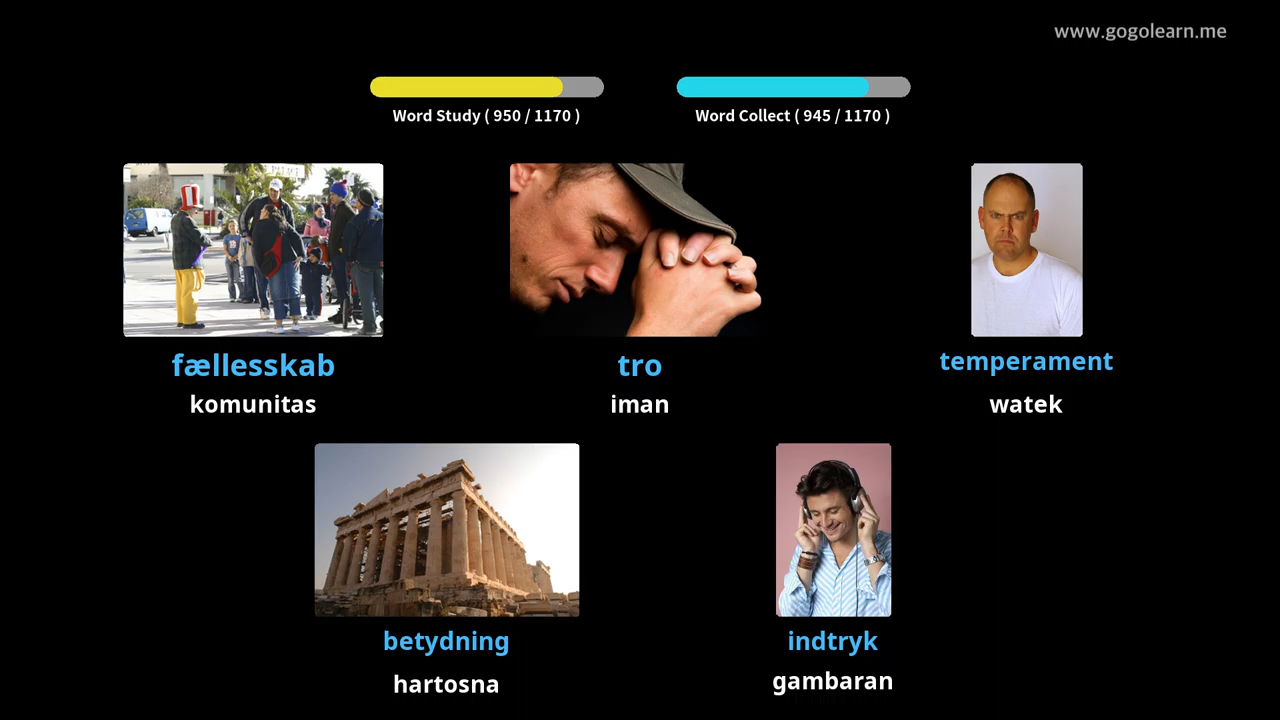 www.gogolearn.me
Word Study ( 950 / 1170 )
Word Collect ( 945 / 1170 )
fællesskab
komunitas
tro
iman
temperament
watek
betydning
hartosna
indtryk
gambaran